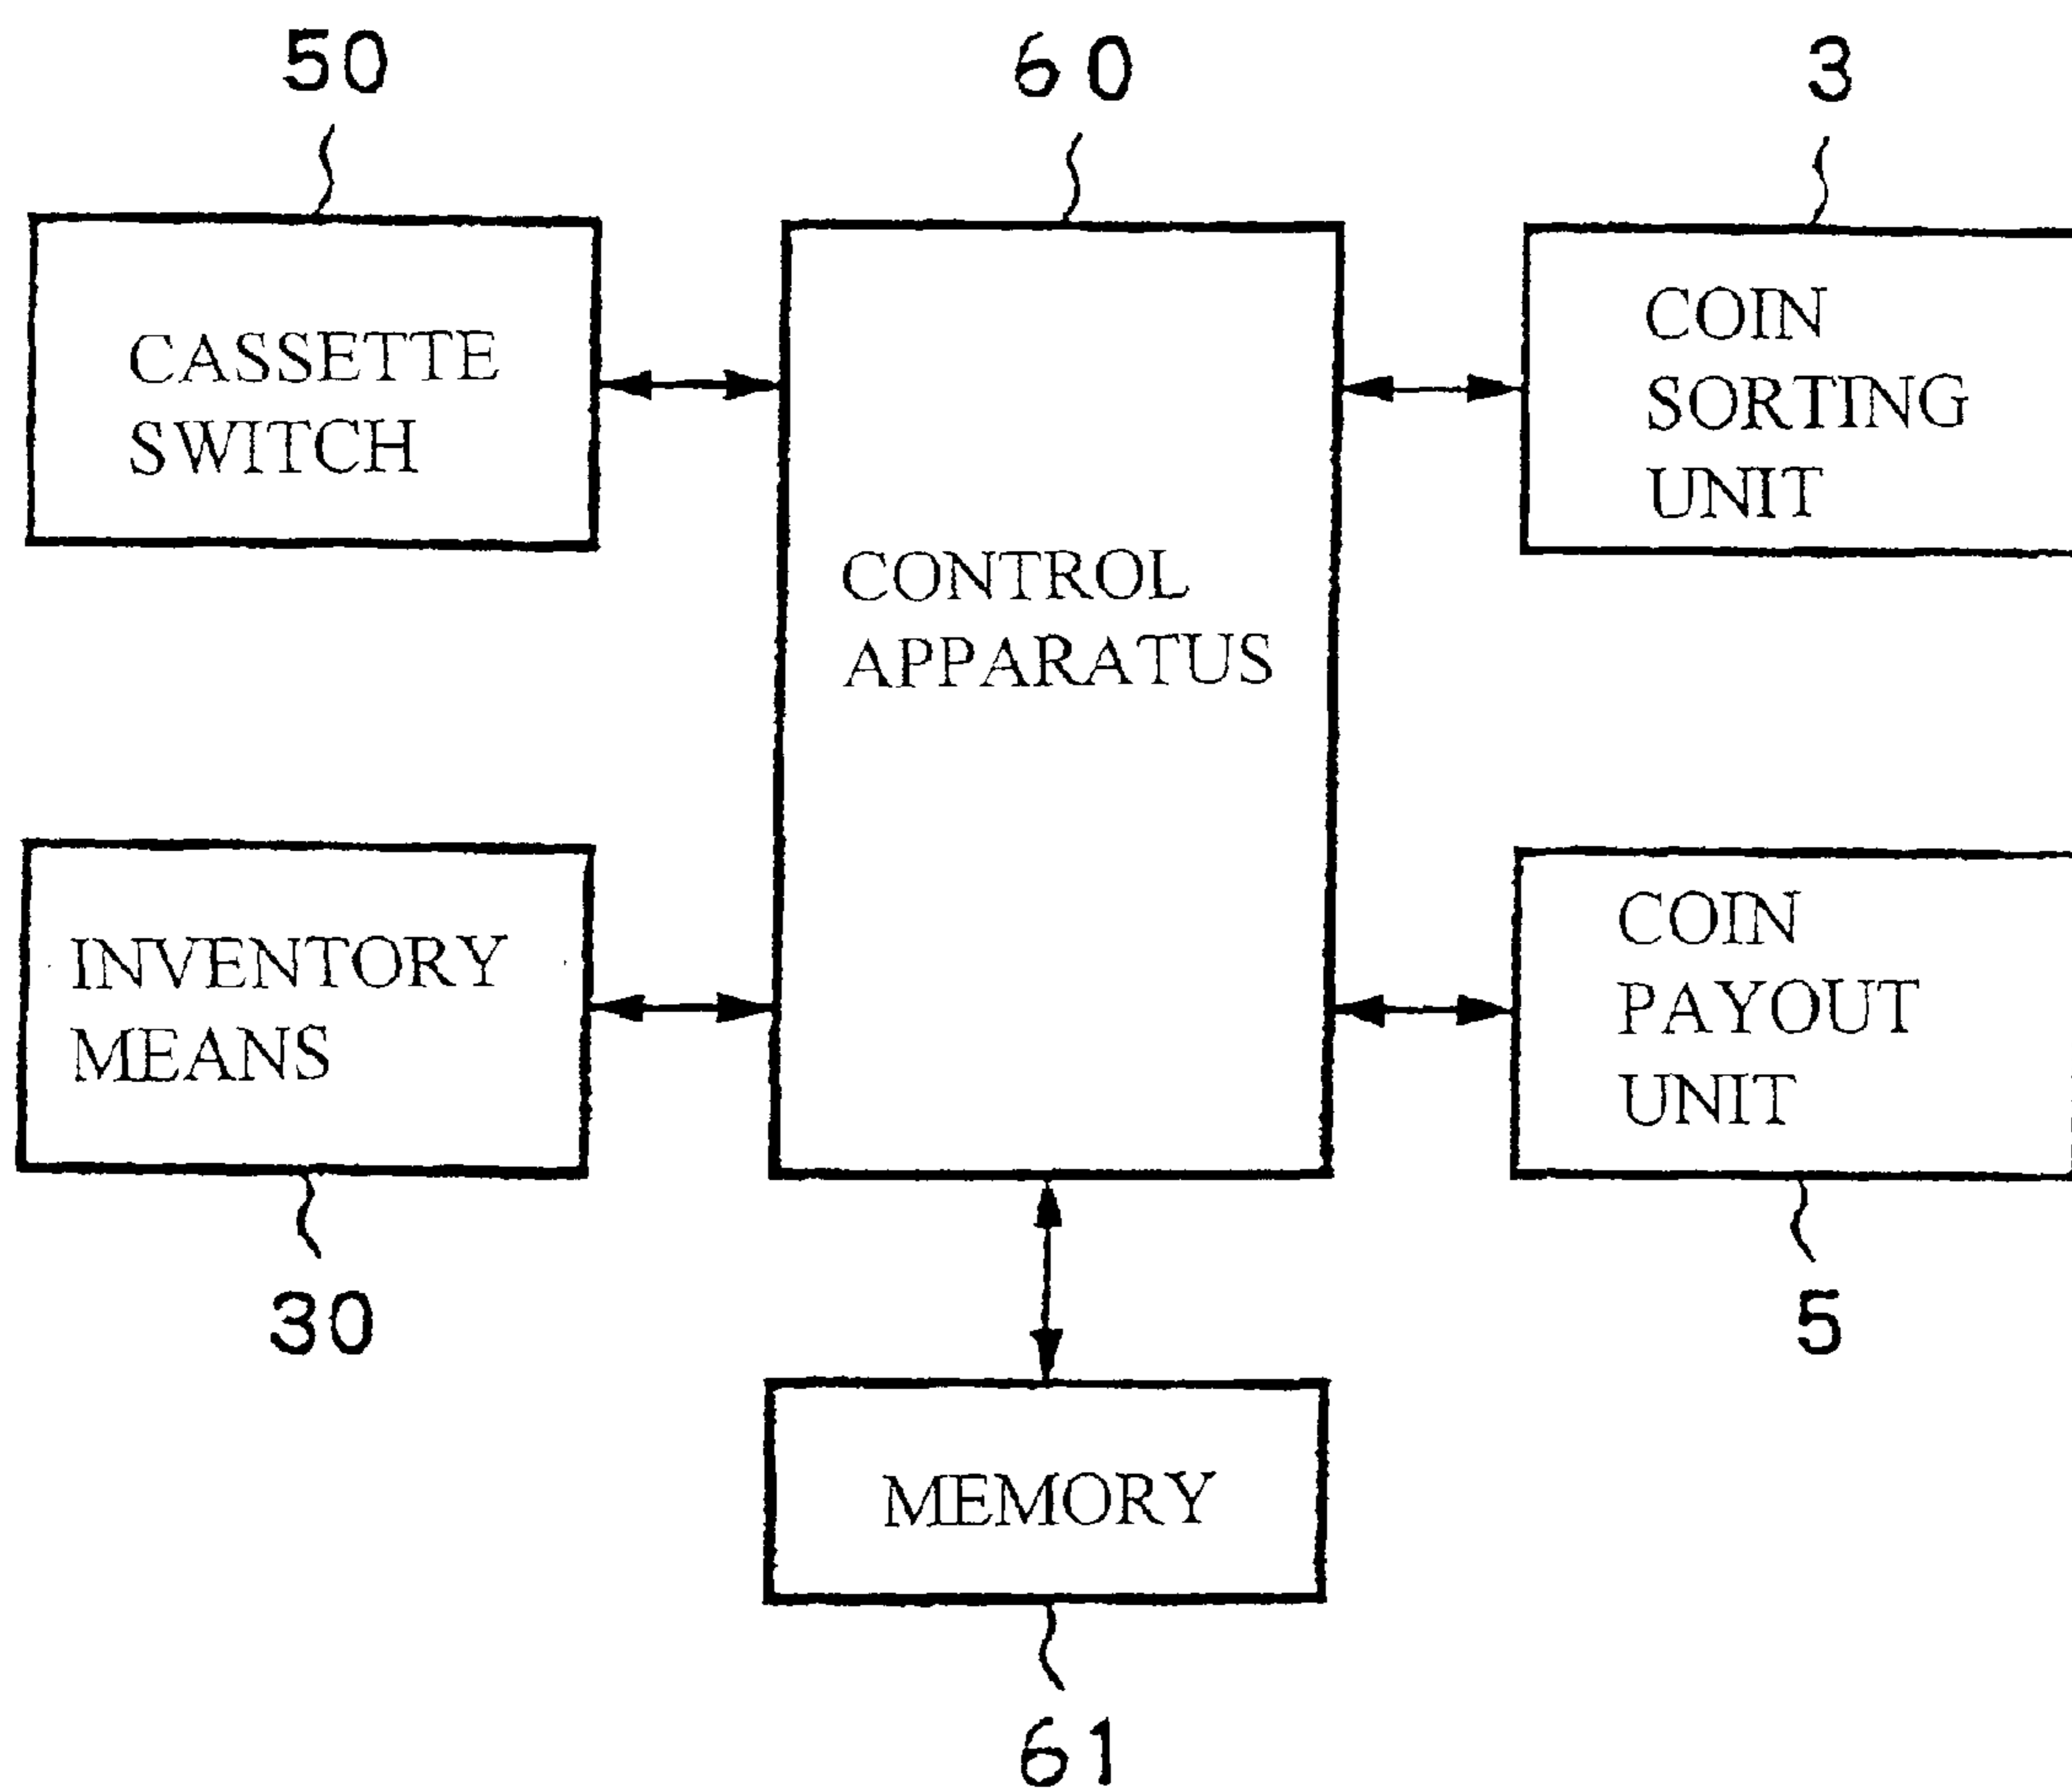 50
60
3
CASSETTE
SWITCH
CONTROL
APPARATUS
COIN
SORTING
UNIT
INVENTORY
MEANS
COIN
PAYOUT
UNIT
30
5
MEMORY
61